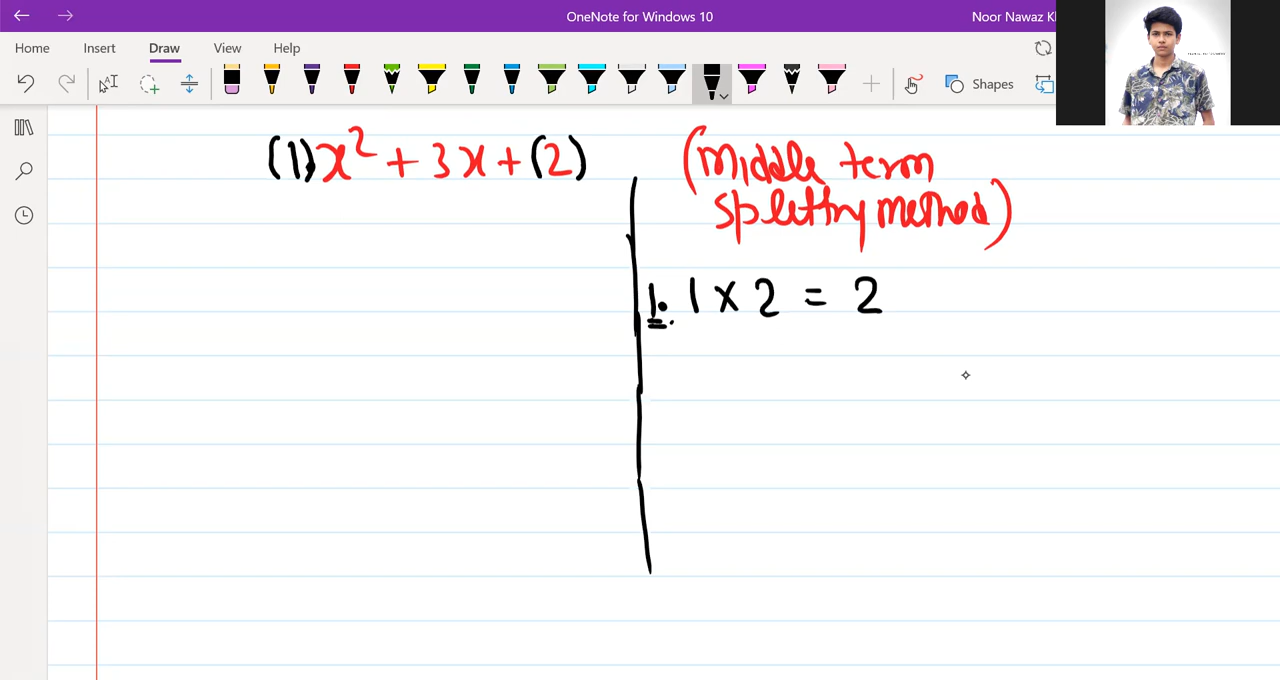 OneNote for Windows 10
Noor Nawaz Kh
Home Insert Draw View Help
Shapes
(1)x² + 3x + (2)
(Middle term
splitting method)
1. 1 × 2 = 2